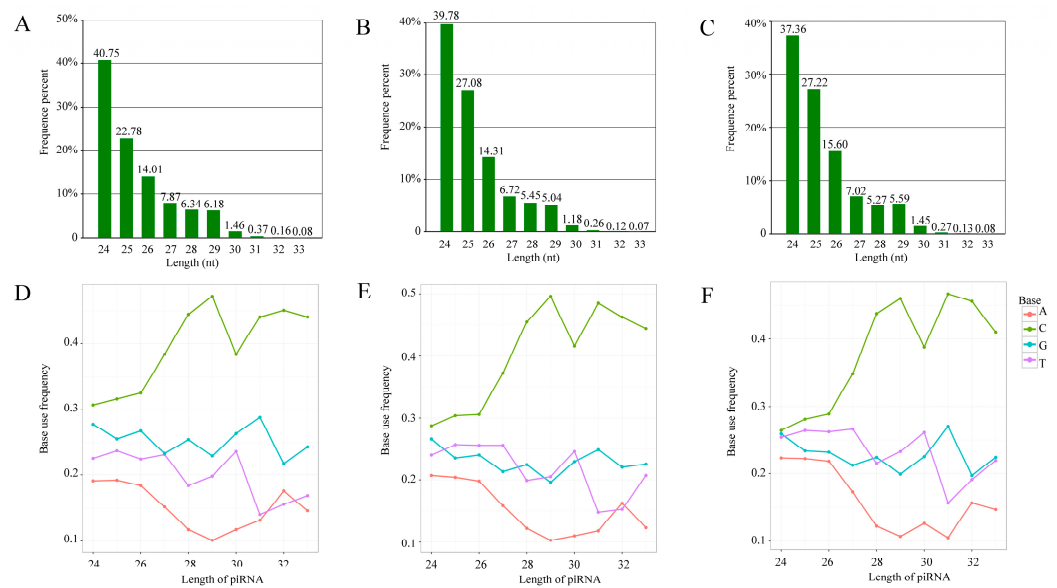 A
50%
40%
30%
20%
10%
0
Frequence percent
40.75
22.78
14.01
7.87
6.34
6.18
1.46
0.37
0.16
0.08
24 25 26 27 28 29 30 31 32 33
Length (nt)
B
40%
30%
20%
10%
0
Frequence percent
39.78
27.08
14.31
6.72
5.45
5.04
1.18
0.26
0.12
0.07
24 25 26 27 28 29 30 31 32 33
Length (nt)
C
40%
30%
20%
10%
0
Frequence percent
37.36
27.22
15.60
7.02
5.27
5.59
1.45
0.27
0.13
0.08
24 25 26 27 28 29 30 31 32 33
Length (nt)
D
0.4
0.3
0.2
0.1
Base use frequency
24 26 28 30 32
Length of piRNA
E
0.5
0.4
0.3
0.2
0.1
Base use frequency
24 26 28 30 32
Length of piRNA
F
0.4
0.3
0.2
0.1
Base use frequency
24 26 28 30 32
Length of piRNA
Base
A
C
G
T